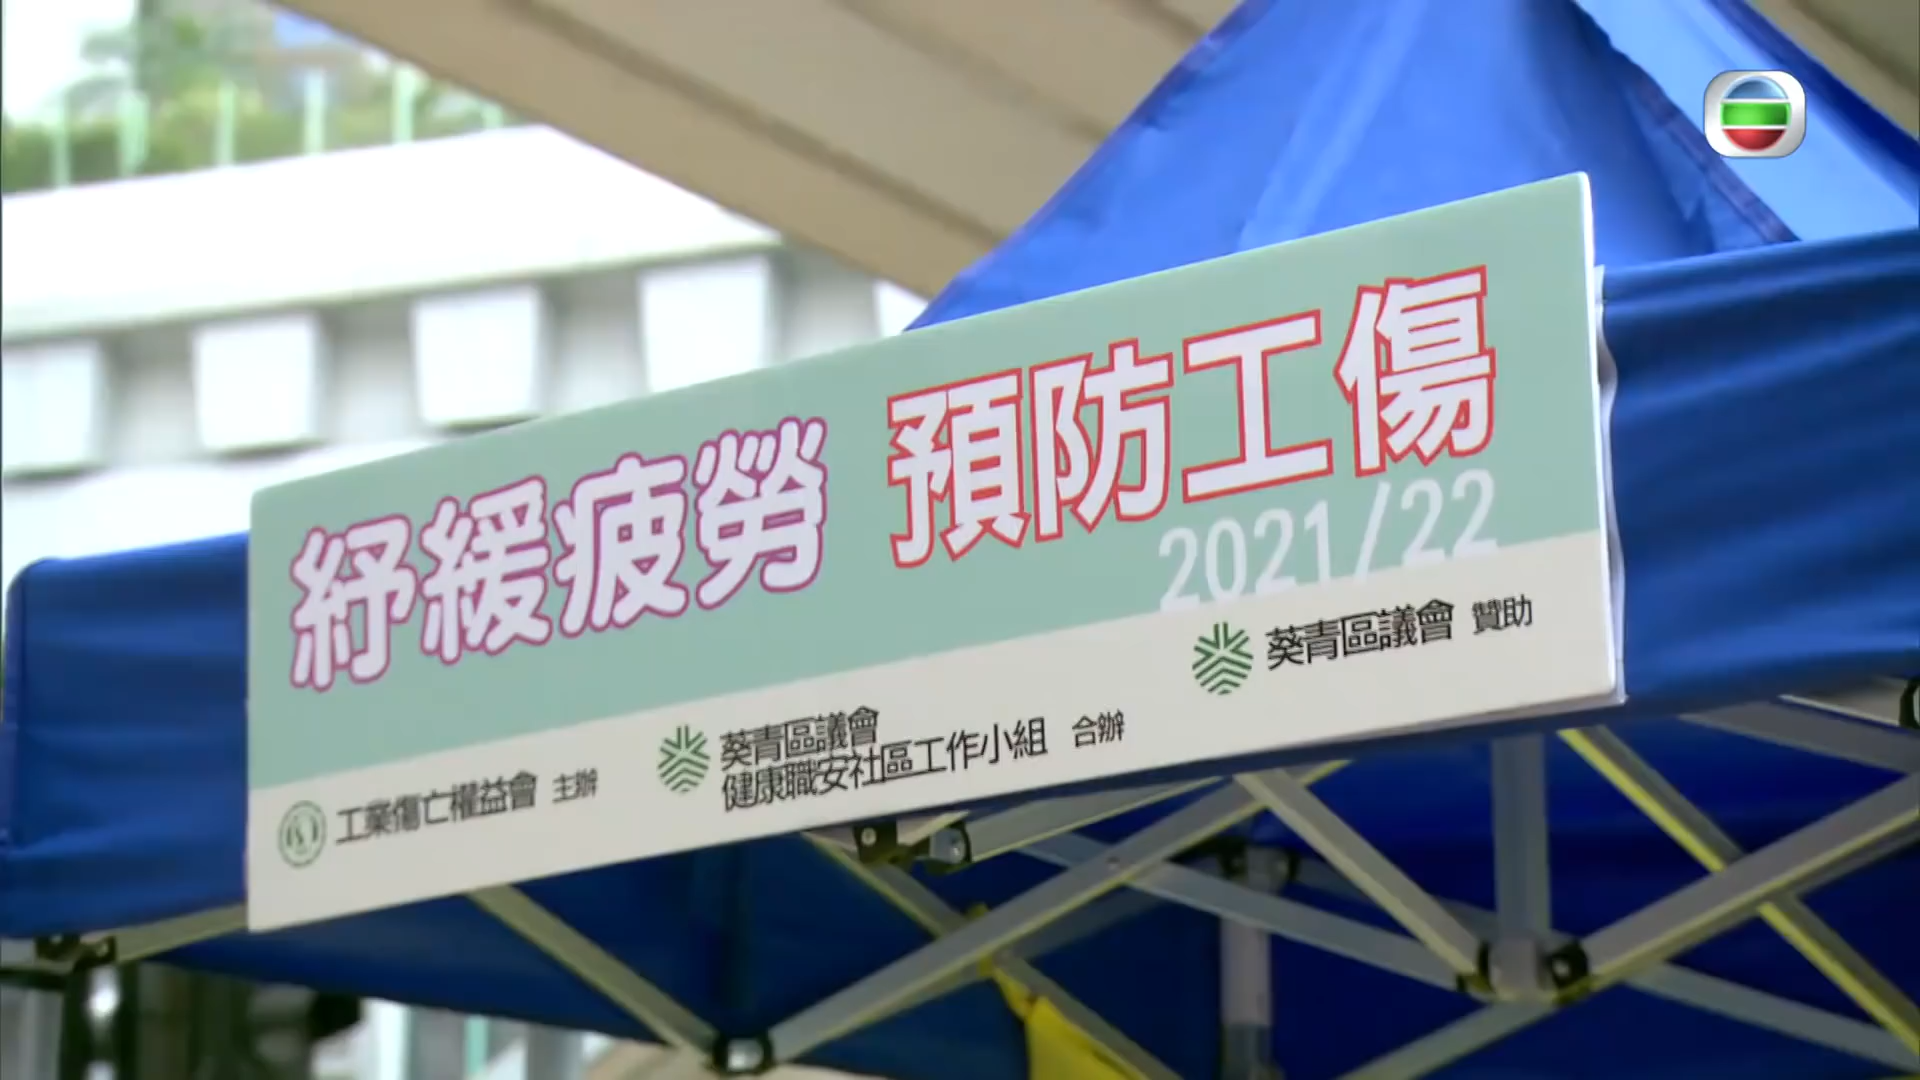 紓緩疲勞 預防工傷
2021/22
工業傷亡權益會 主辦
葵青區議會
健康職安社區工作小組 合辦
葵青區議會 贊助